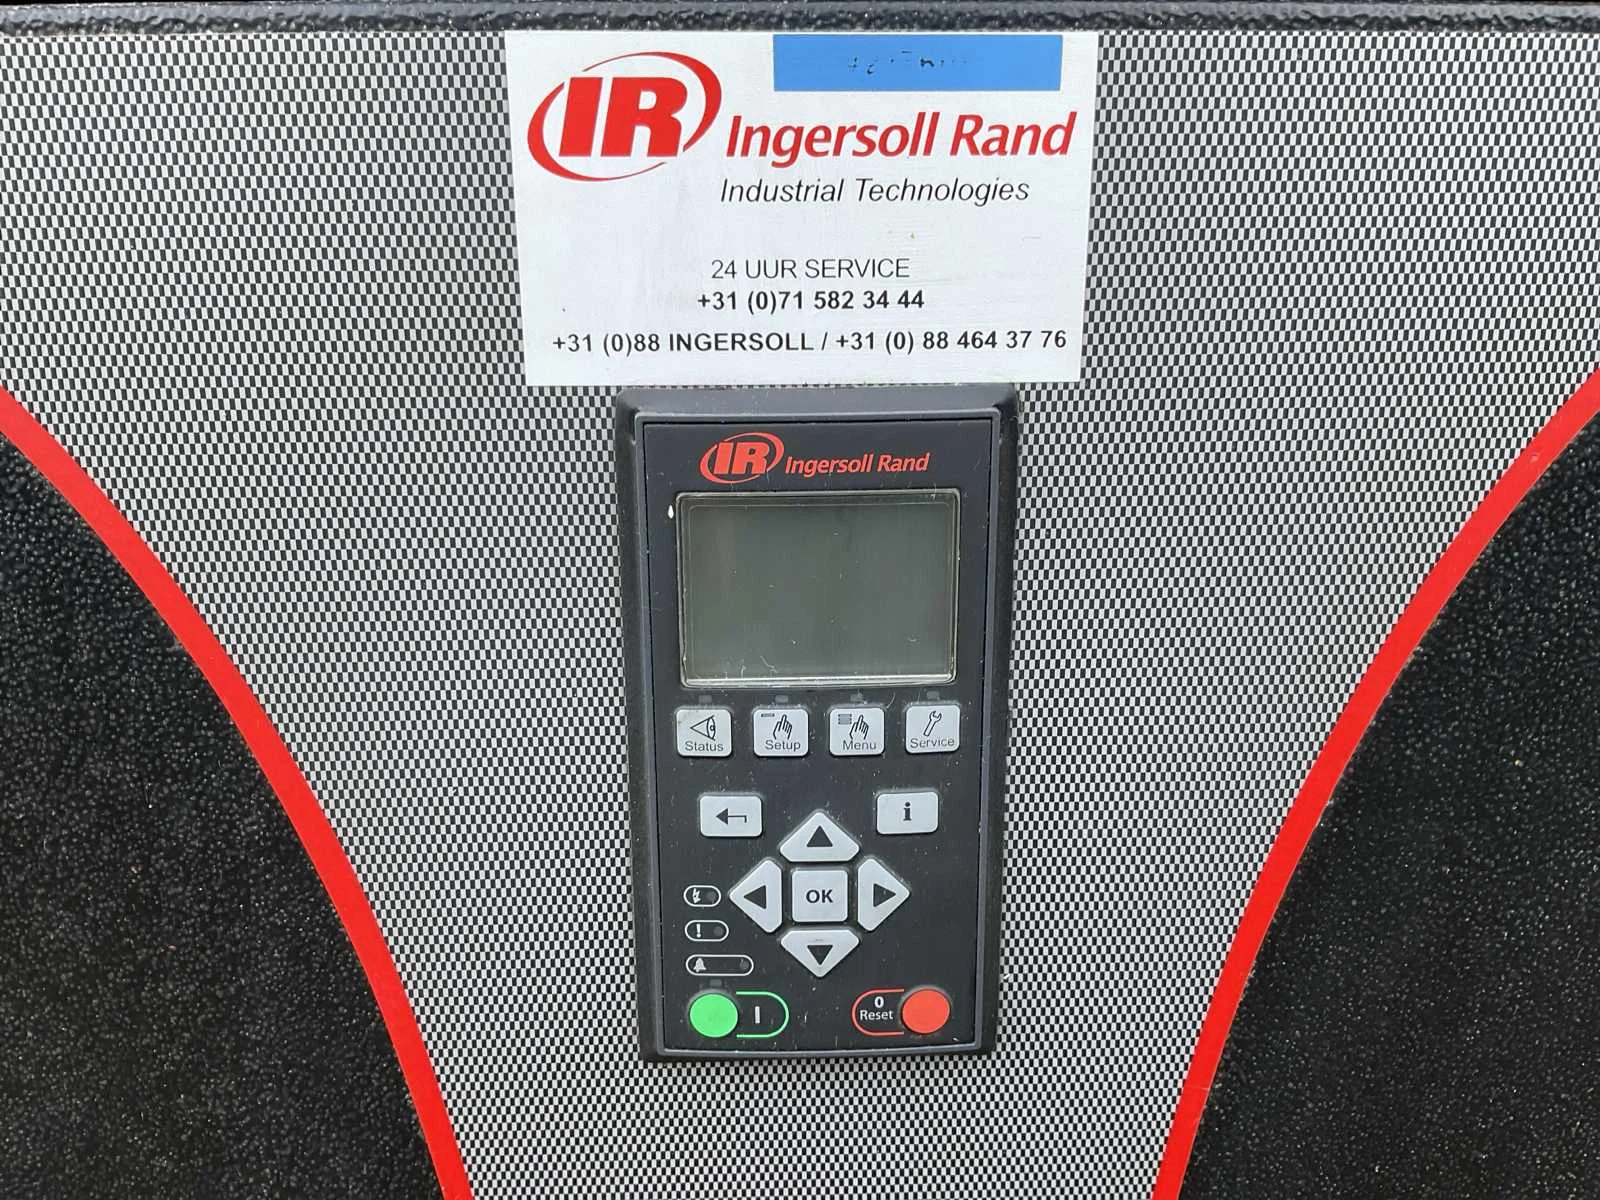 IR Ingersoll Rand
Industrial Technologies
24 UUR SERVICE
+31 (0)71 582 34 44
+31 (0)88 INGERSOLL / +31 (0) 88 464 37 76
IR Ingersoll Rand
Status Setup Menu Service
i
OK
!
I 0
Reset